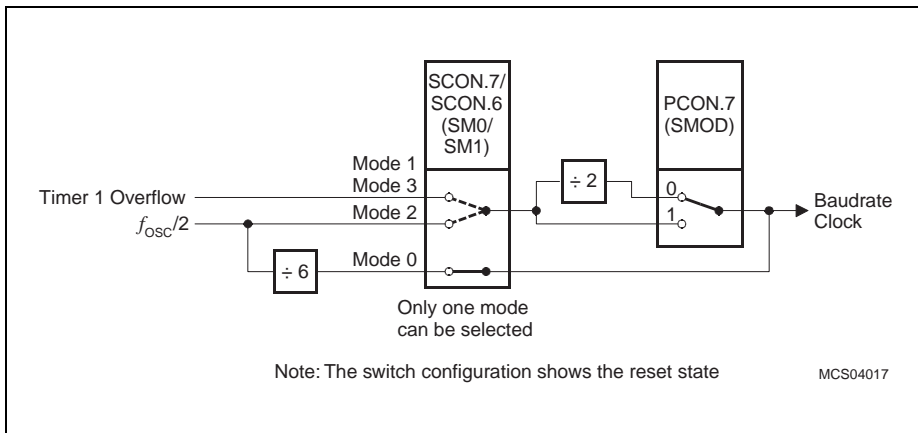 SCON.7/
SCON.6
(SM0/
SM1)
PCON.7
(SMOD)
Mode 1
Mode 3
Timer 1 Overflow
÷ 2
0
Baudrate
Clock
Mode 2
1
fOSC/2
Mode 0
÷ 6
Only one mode
can be selected
Note: The switch configuration shows the reset state
MCS04017